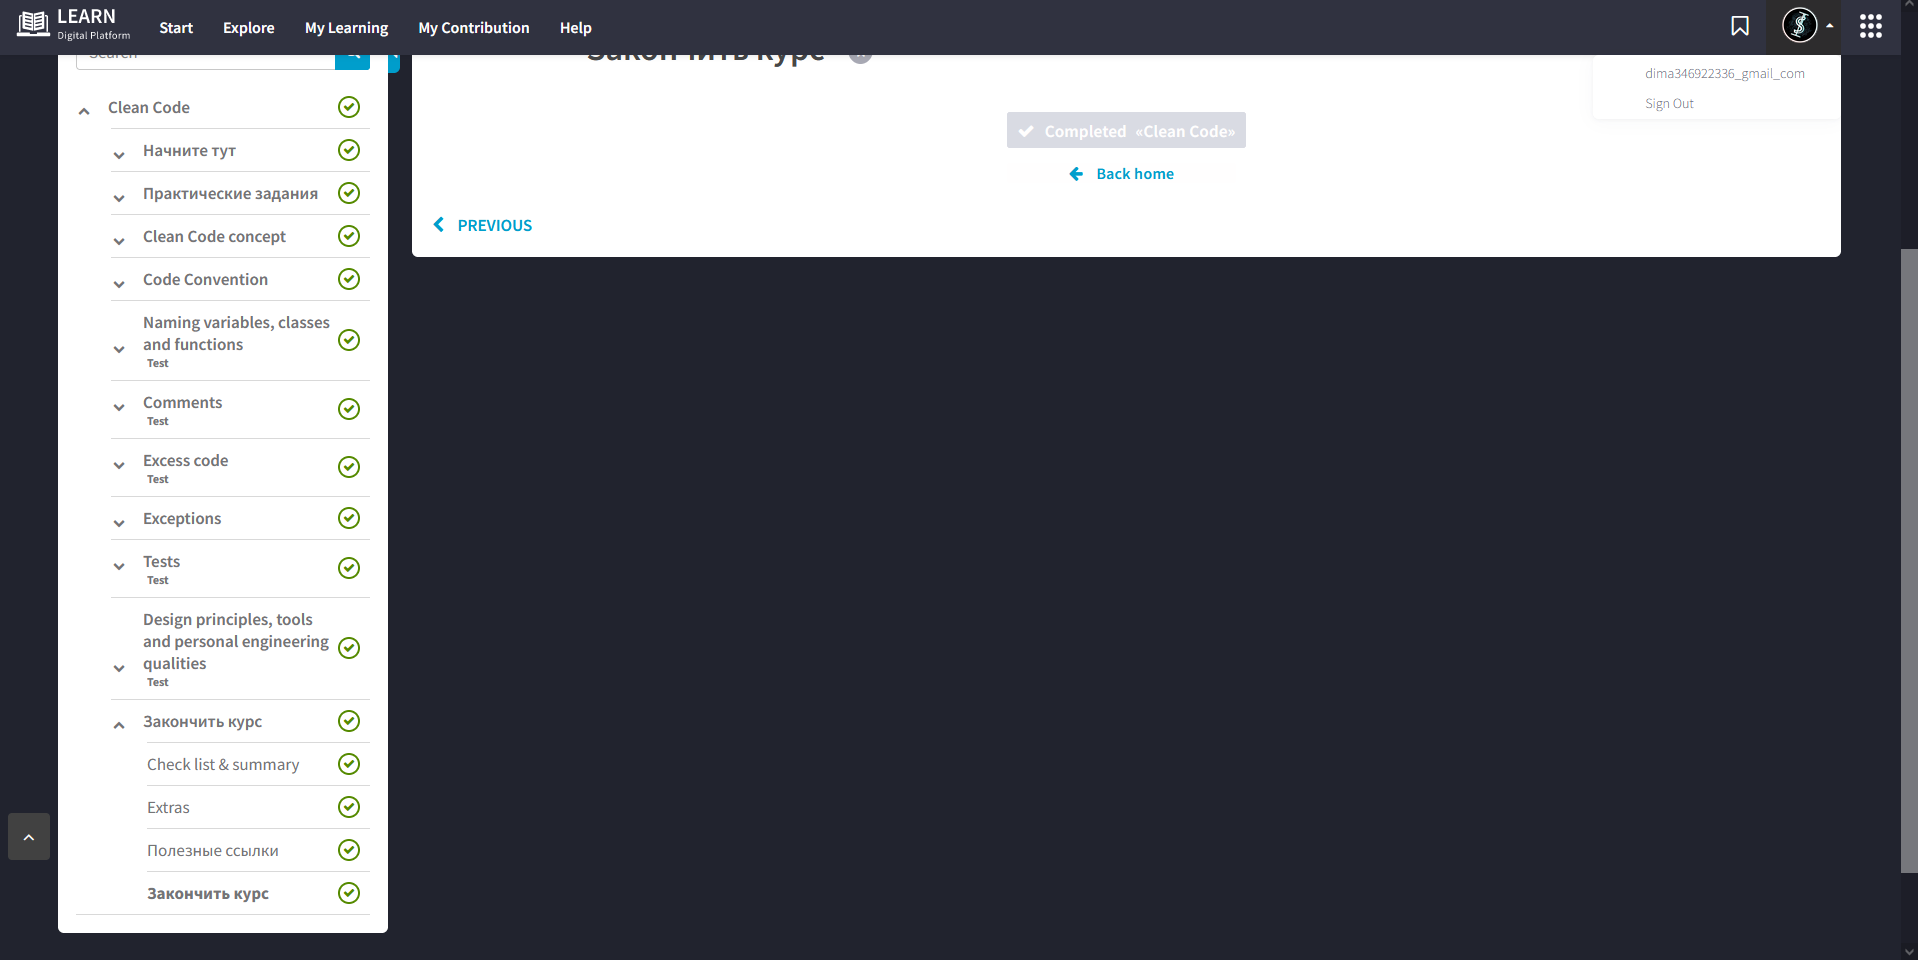 LEARN
Digital Platform
Start
Explore
My Learning
My Contribution
Help
dima346922336_gmail_com
Sign Out
Search
Clean Code
Начните тут
Практические задания
Clean Code concept
Code Convention
Naming variables, classes
and functions
Test
Comments
Test
Excess code
Test
Exceptions
Tests
Test
Design principles, tools
and personal engineering
qualities
Test
Закончить курс
Check list & summary
Extras
Полезные ссылки
Закончить курс
Закончить курс
Completed «Clean Code»
Back home
PREVIOUS